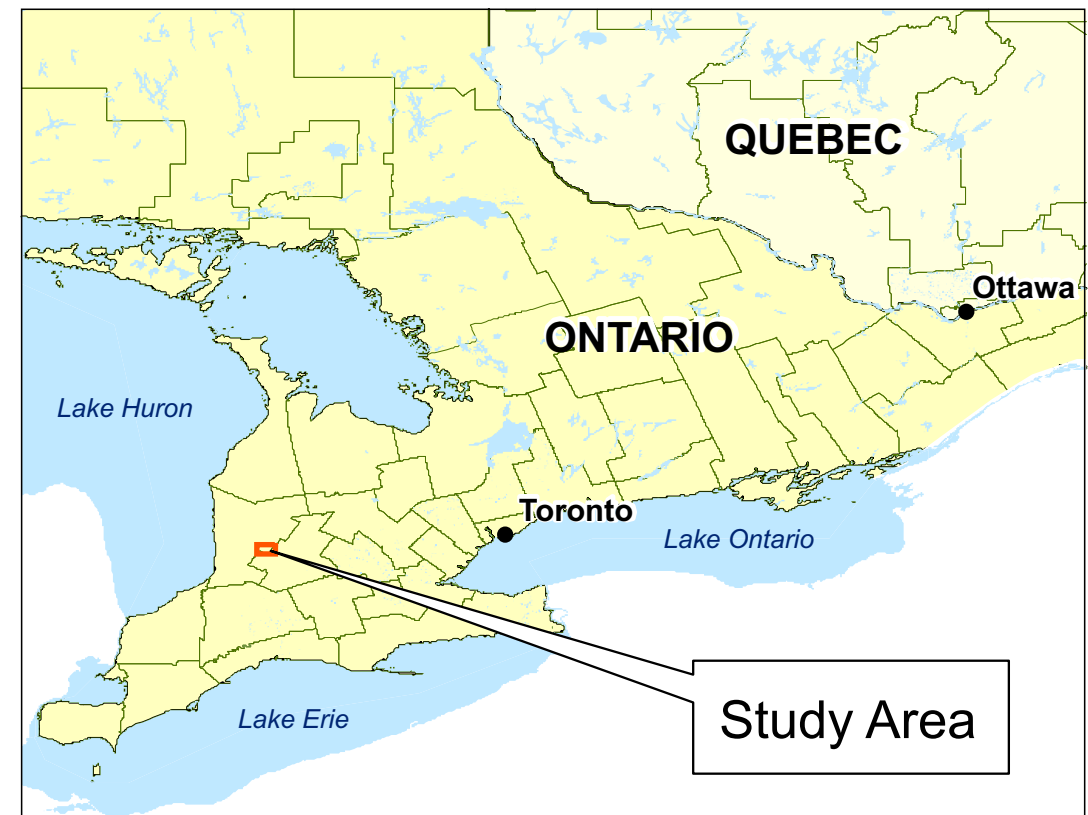 QUEBEC
Ottawa
ONTARIO
Lake Huron
Toronto
Lake Ontario
Lake Erie
Study Area